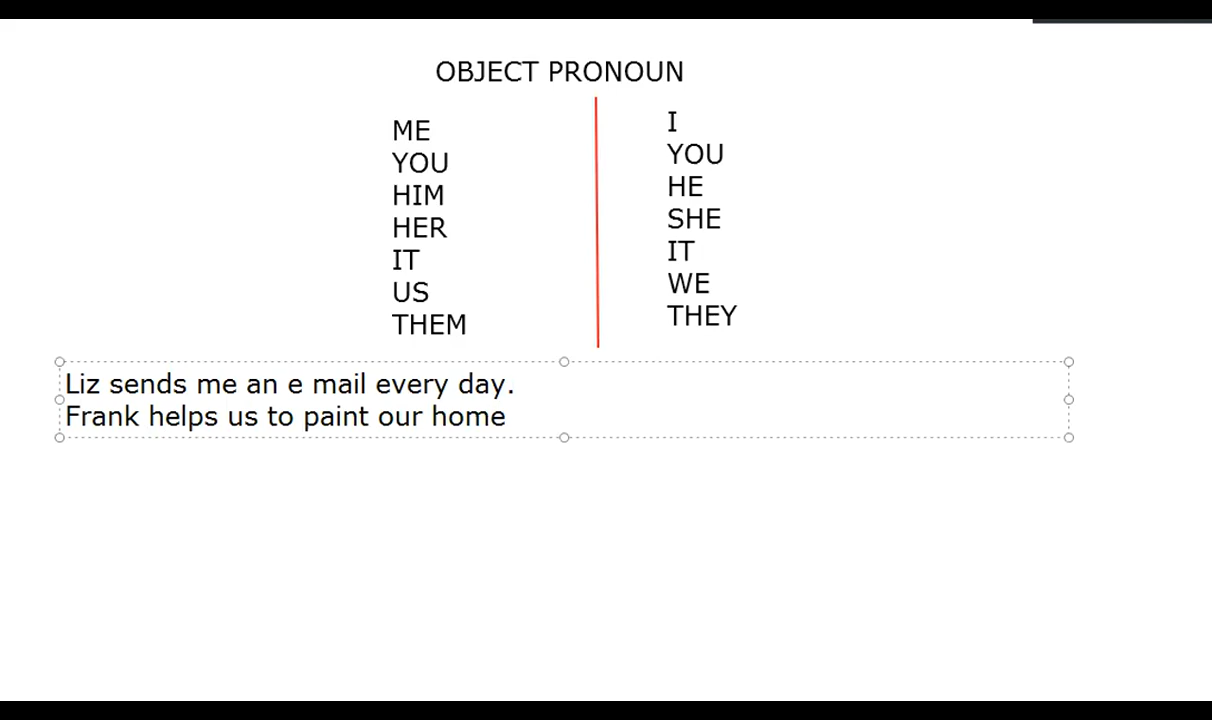 OBJECT PRONOUN
ME
YOU
HIM
HER
IT
US
THEM
I
YOU
HE
SHE
IT
WE
THEY
Liz sends me an e mail every day.
Frank helps us to paint our home